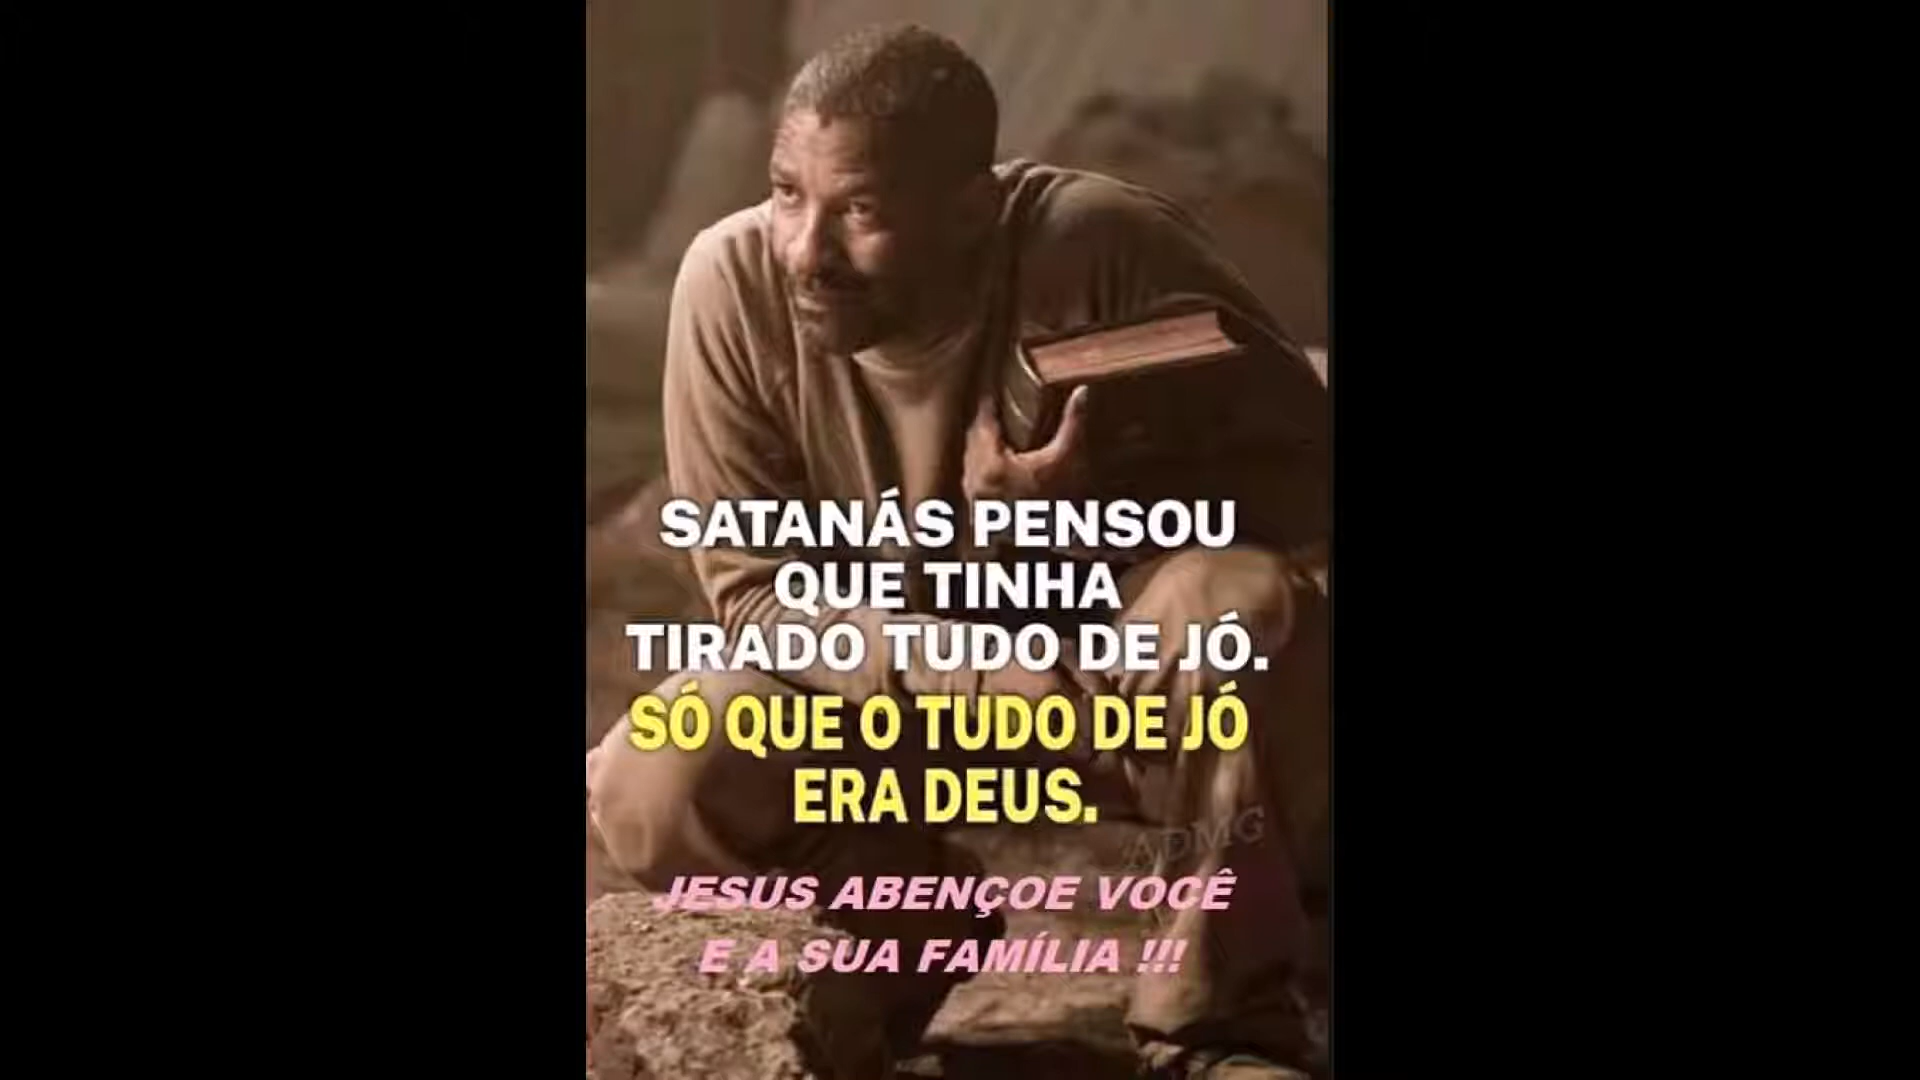 SATANÁS PENSOU
QUE TINHA
TIRADO TUDO DE JÓ.
SÓ QUE O TUDO DE JÓ
ERA DEUS.
ADMG
JESUS ABENÇOE VOCÊ
E A SUA FAMÍLIA !!!